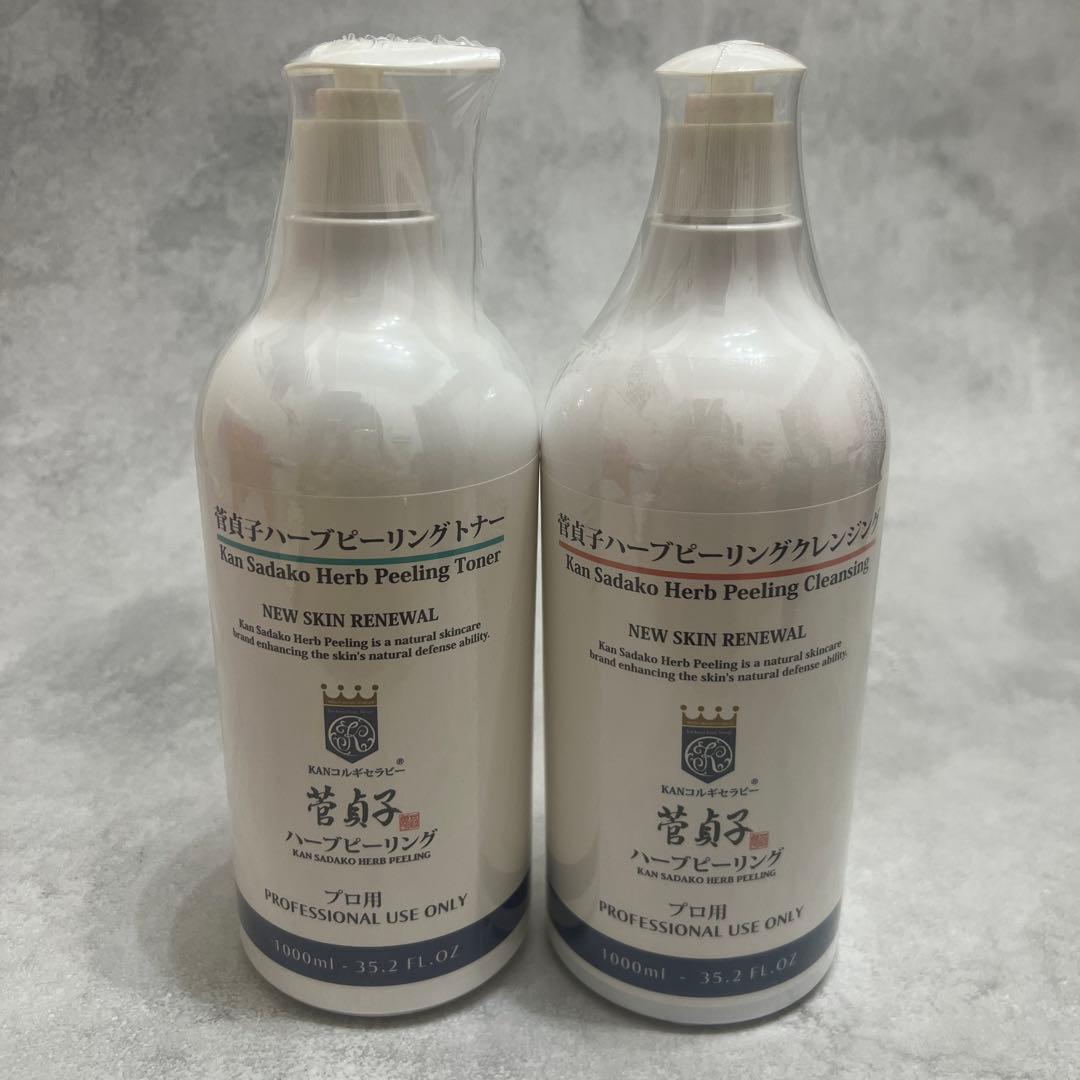 菅貞子ハーブピーリングトナー
Kan Sadako Herb Peeling Toner
NEW SKIN RENEWAL
Kan Sadako Herb Peeling is a natural skincare
brand enhancing the skin's natural defense ability.
KANコルギセラピー®
菅貞子
ハーブピーリング
KAN SADAKO HERB PEELING
プロ用
PROFESSIONAL USE ONLY
1000ml - 35.2 FL.OZ
菅貞子ハーブピーリングクレンジング
Kan Sadako Herb Peeling Cleansing
NEW SKIN RENEWAL
Kan Sadako Herb Peeling is a natural skincare
brand enhancing the skin's natural defense ability.
KANコルギセラピー®
菅貞子
ハーブピーリング
KAN SADAKO HERB PEELING
プロ用
PROFESSIONAL USE ONLY
1000ml - 35.2 FL.OZ